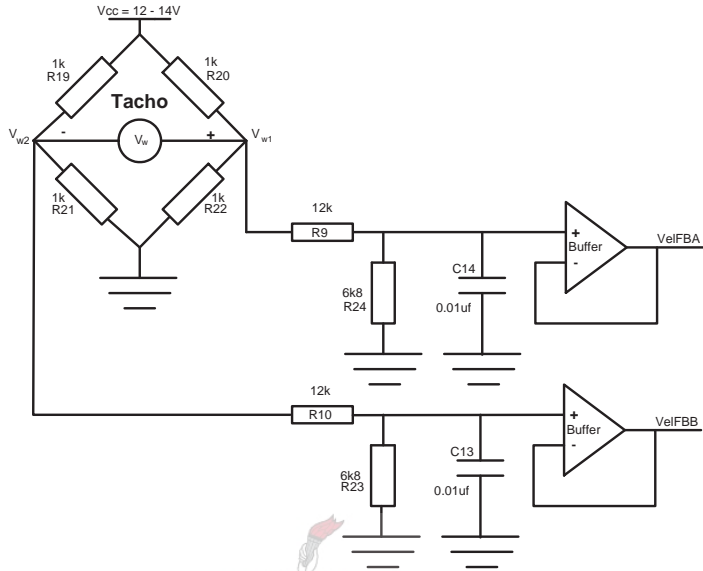 Vcc = 12 - 14V
1k
R19
1k
R20
Tacho
Vw2
-
Vw
+
Vw1
1k
R21
1k
R22
12k
R9
6k8
R24
C14
0.01uf
+
Buffer
-
VelFBA
12k
R10
6k8
R23
C13
0.01uf
+
Buffer
-
VelFBB